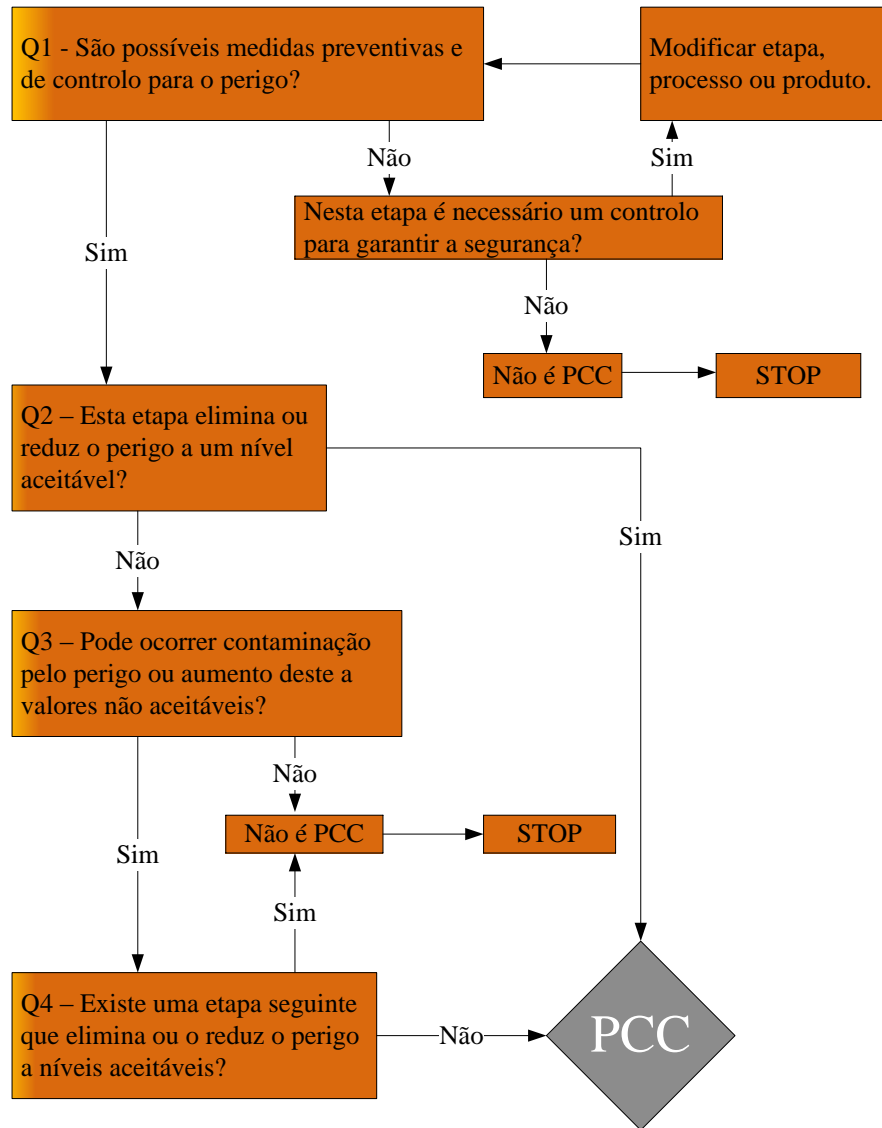 Q1 - São possíveis medidas preventivas e
de controlo para o perigo?
Modificar etapa,
processo ou produto.
Não
Sim
Nesta etapa é necessário um controlo
para garantir a segurança?
Sim
Não
Não é PCC
STOP
Q2 – Esta etapa elimina ou
reduz o perigo a um nível
aceitável?
Sim
Não
Q3 – Pode ocorrer contaminação
pelo perigo ou aumento deste a
valores não aceitáveis?
Não
Não é PCC
STOP
Sim
Sim
Q4 – Existe uma etapa seguinte
que elimina ou o reduz o perigo
a níveis aceitáveis?
Não
PCC